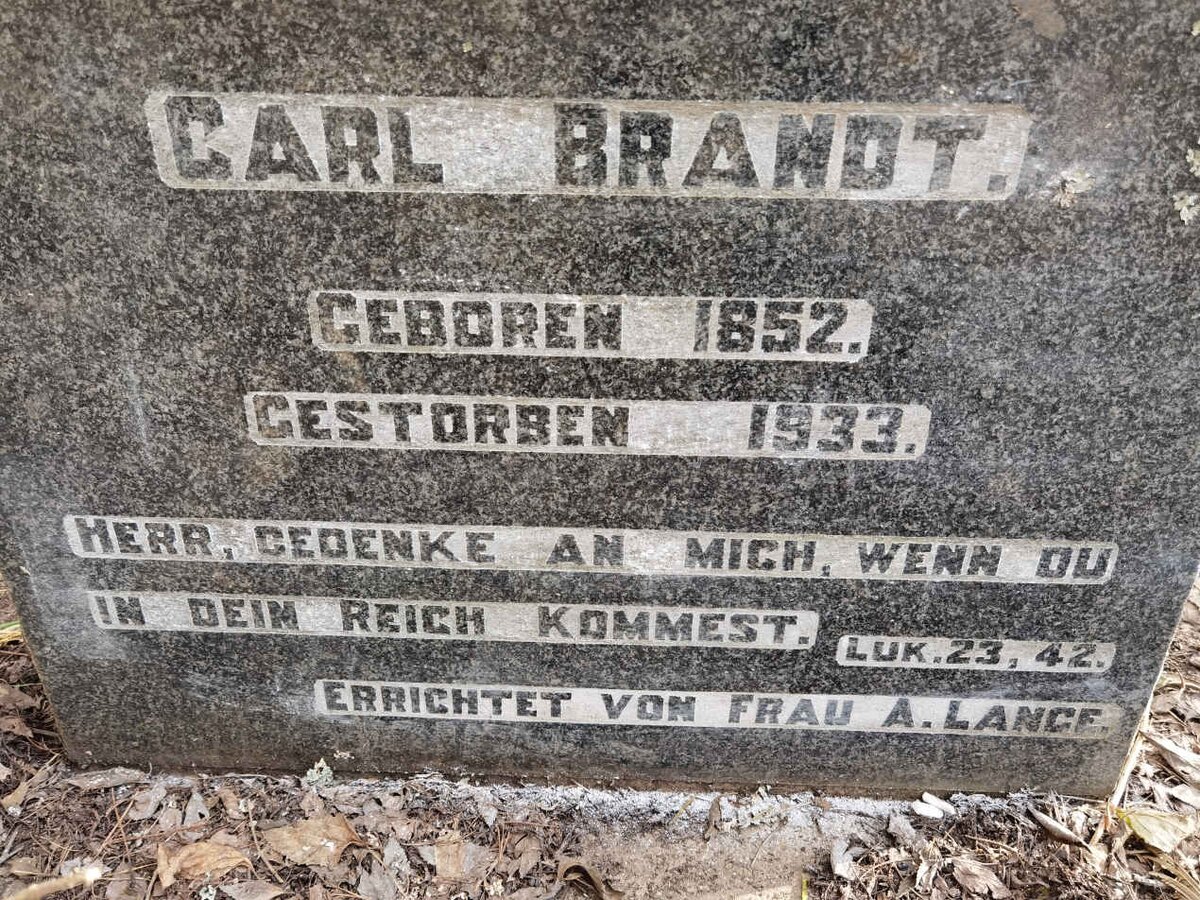 CARL BRANDT.
GEBOREN 1852.
GESTORBEN 1933.
HERR, GEDENKE AN MICH, WENN DU
IN DEIN REICH KOMMEST.
LUK. 23, 42.
ERRICHTET VON FRAU A. LANGE.